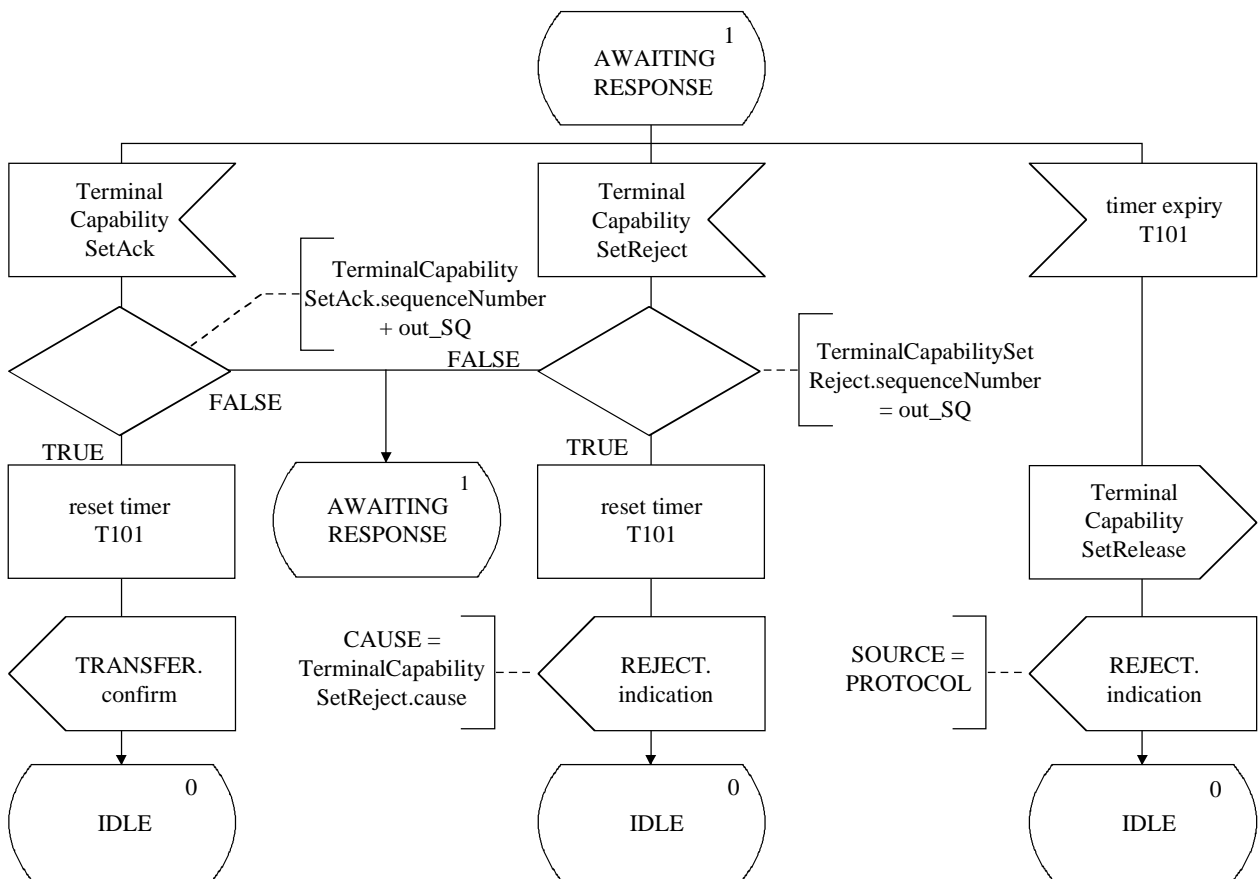 1
AWAITING
RESPONSE
Terminal
Capability
SetAck
Terminal
Capability
SetReject
timer expiry
T101
TerminalCapability
SetAck.sequenceNumber
+ out_SQ
TerminalCapabilitySet
Reject.sequenceNumber
= out_SQ
FALSE
FALSE
TRUE
TRUE
reset timer
T101
1
AWAITING
RESPONSE
reset timer
T101
Terminal
Capability
SetRelease
TRANSFER.
confirm
CAUSE =
TerminalCapability
SetReject.cause
REJECT.
indication
SOURCE =
PROTOCOL
REJECT.
indication
0
IDLE
0
IDLE
0
IDLE